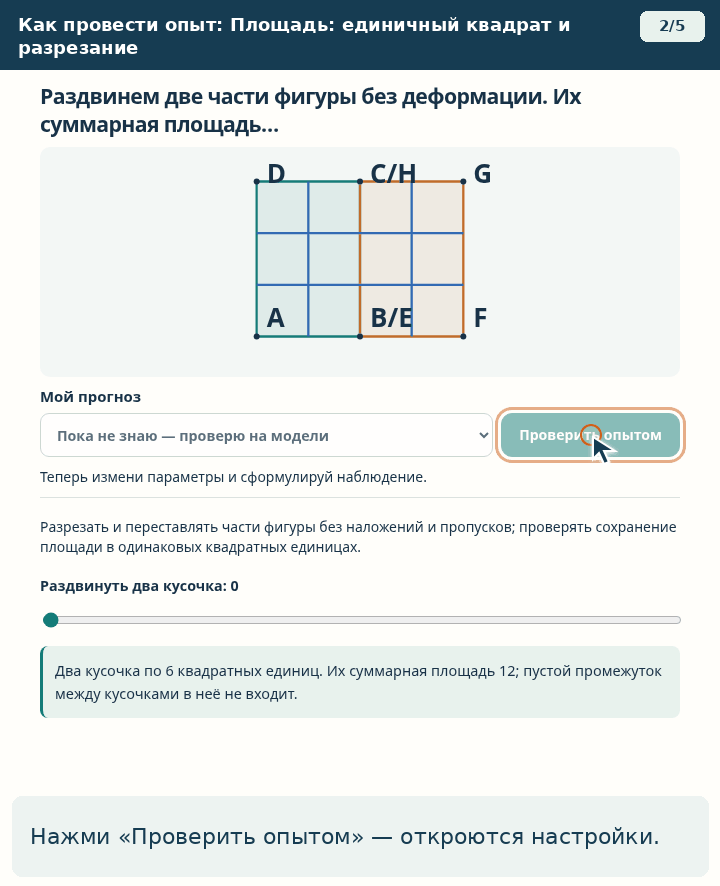 Как провести опыт: Площадь: единичный квадрат и
разрезание
2/5
Раздвинем две части фигуры без деформации. Их
суммарная площадь…
D
C/H
G
A
B/E
F
Мой прогноз
Пока не знаю — проверю на модели
Проверить опытом
Теперь измени параметры и сформулируй наблюдение.
Разрезать и переставлять части фигуры без наложений и пропусков; проверять сохранение
площади в одинаковых квадратных единицах.
Раздвинуть два кусочка: 0
Два кусочка по 6 квадратных единиц. Их суммарная площадь 12; пустой промежуток
между кусочками в неё не входит.
Нажми «Проверить опытом» — откроются настройки.